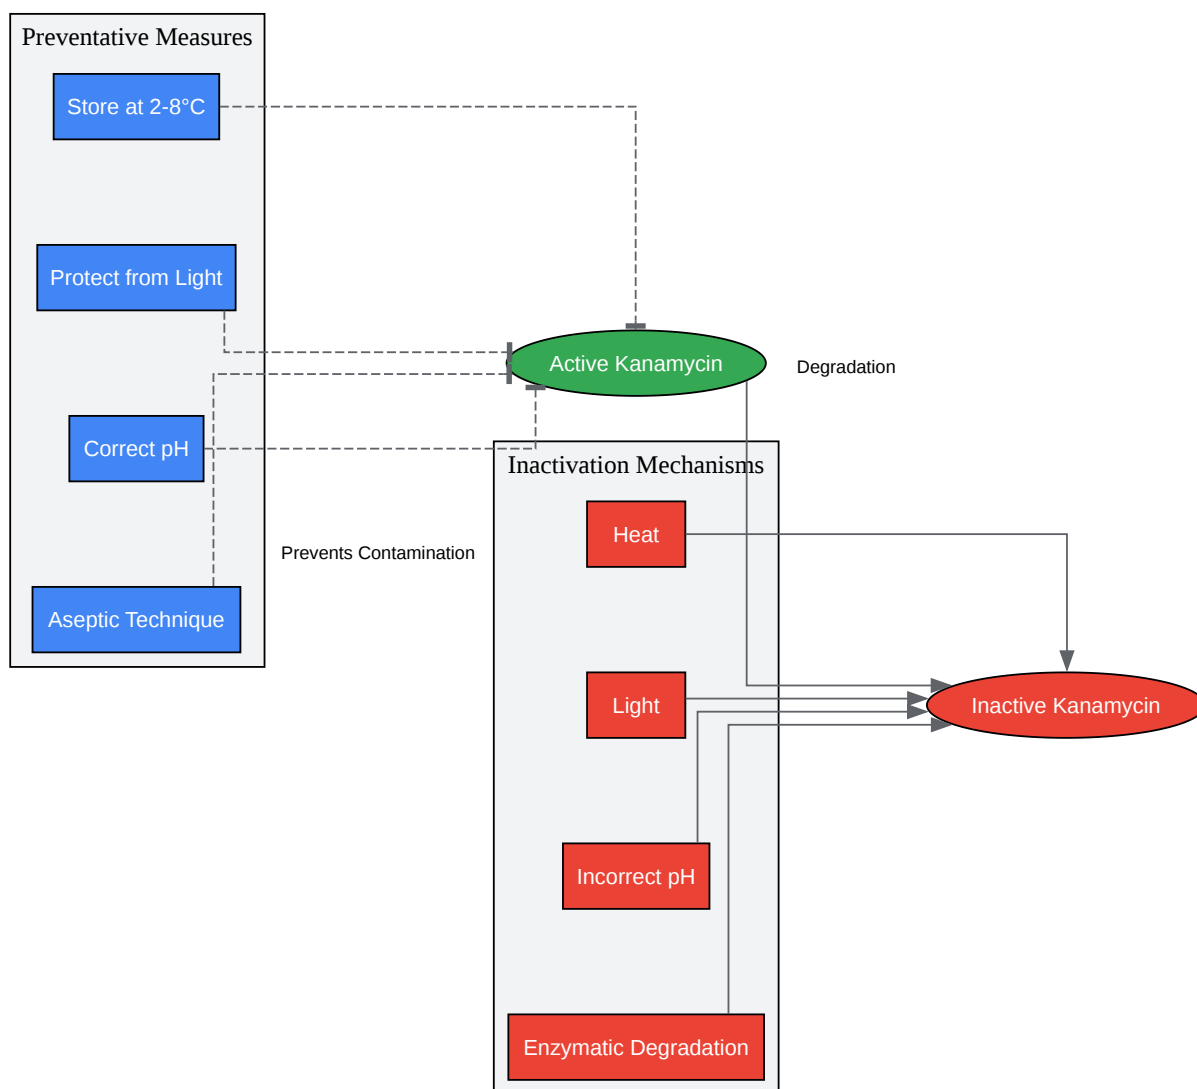 Preventative Measures
Store at 2-8°C
Protect from Light
Active Kanamycin
Degradation
Correct pH
Inactivation Mechanisms
Heat
Prevents Contamination
Aseptic Technique
Light
Inactive Kanamycin
Incorrect pH
Enzymatic Degradation